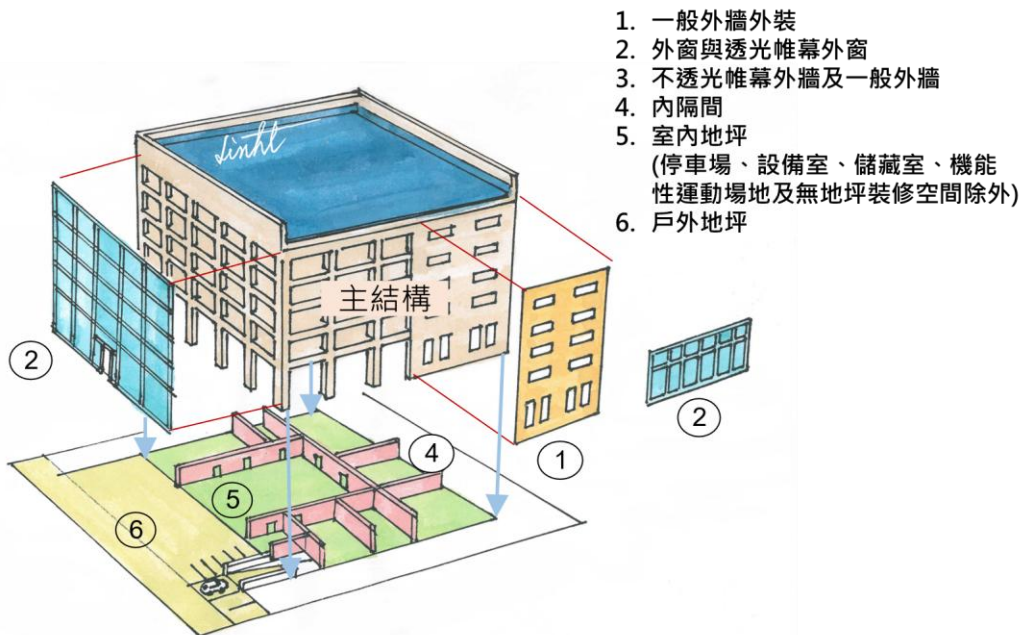 1. 一般外牆外裝
2. 外窗與透光帷幕外窗
3. 不透光帷幕外牆及一般外牆
4. 內隔間
5. 室內地坪
(停車場、設備室、儲藏室、機能
性運動場地及無地坪裝修空間除外)
6. 戶外地坪
Linhl
主結構
2
2
1
4
5
6